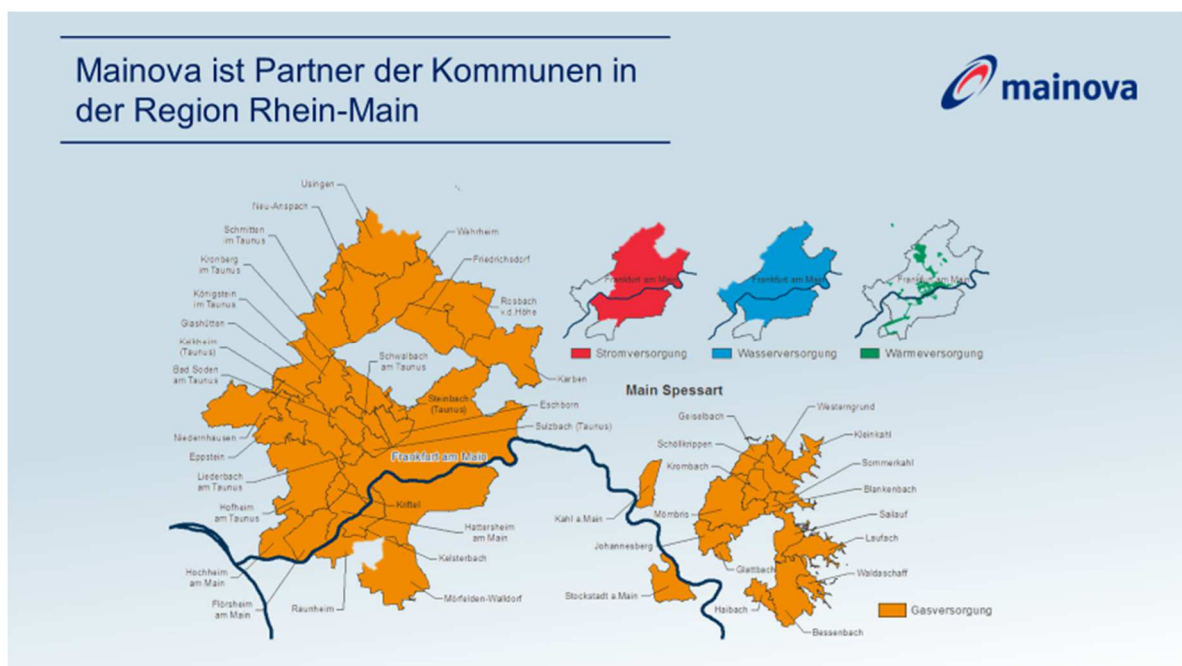 Mainova ist Partner der Kommunen in
der Region Rhein-Main
mainova
Usingen
Neu-Anspach
Schmitten
im Taunus
Kronberg
im Taunus
Königstein
im Taunus
Glashütten
Kelkheim
(Taunus)
Bad Soden
am Taunus
Niedernhausen
Eppstein
Liederbach
am Taunus
Hofheim
am Taunus
Hochheim
am Main
Flörsheim
am Main
Raunheim
Wehrheim
Friedrichsdorf
Rosbach
v.d.Höhe
Karben
Schwalbach
am Taunus
Steinbach
(Taunus)
Eschborn
Sulzbach (Taunus)
Frankfurt am Main
Kriftel
Hattersheim
am Main
Kelsterbach
Mörfelden-Walldorf
Frankfurt am Main
Stromversorgung
Frankfurt am Main
Wasserversorgung
Frankfurt am Main
Wärmeversorgung
Main Spessart
Geiselbach
Westerngrund
Schöllkrippen
Kleinkahl
Krombach
Sommerkahl
Blankenbach
Mömbris
Sailauf
Kahl a.Main
Laufach
Johannesberg
Glattbach
Waldaschaff
Stockstadt a.Main
Haibach
Bessenbach
Gasversorgung